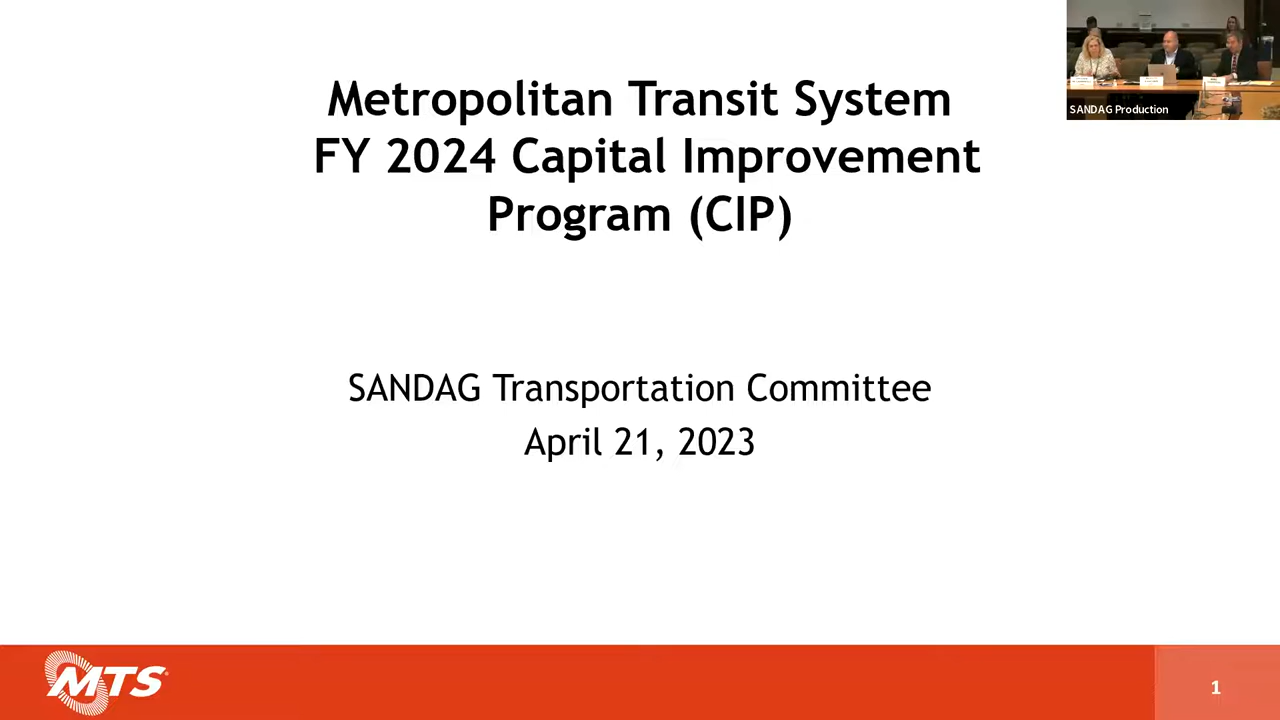 Metropolitan Transit System
FY 2024 Capital Improvement
Program (CIP)
SANDAG Production
SANDAG Transportation Committee
April 21, 2023
MTS
1